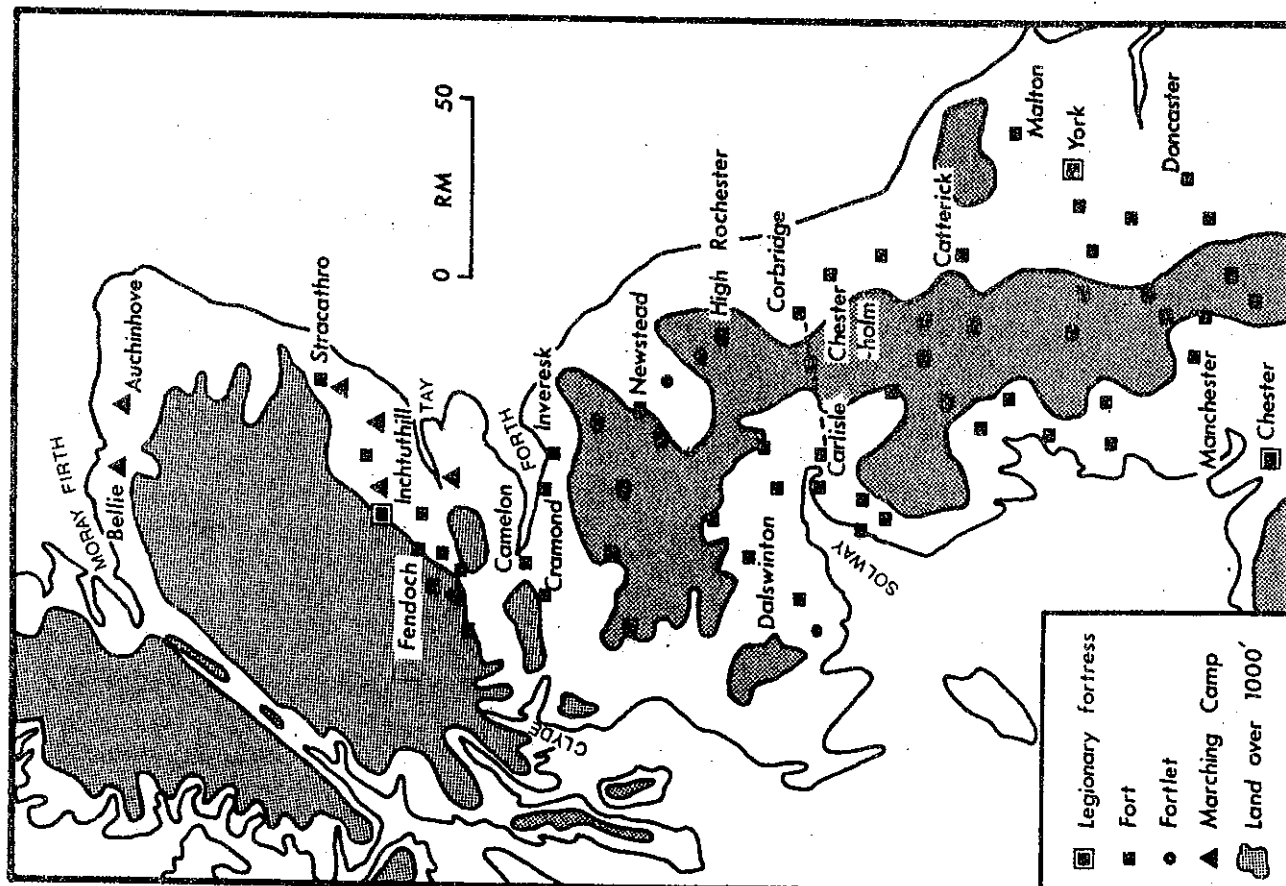 MORAY FIRTH
Bellie
Auchinhove
Stracathro
Inchtuthil
TAY
Fendoch
FORTH
Camelon
Cramond
Inveresk
CLYDE
0 RM 50
Newstead
High Rochester
Dalswinton
Corbridge
Chester
-holm
Carlisle
SOLWAY
Catterick
Malton
York
Doncaster
Manchester
Chester
Legionary fortress
Fort
Fortlet
Marching Camp
Land over 1000'